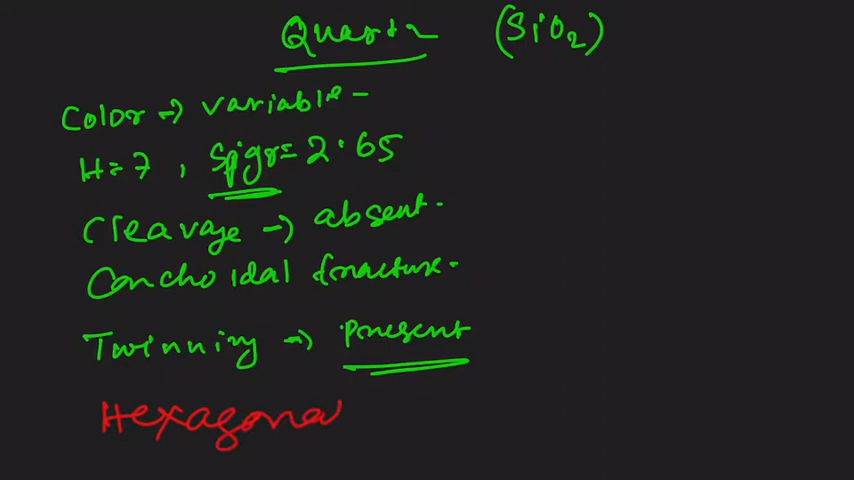 Quartz (SiO₂)
Color → variable -
H = 7 , Sp.gr = 2.65
Cleavage → absent.
Conchoidal fracture.
Twinning → Present
Hexagonal